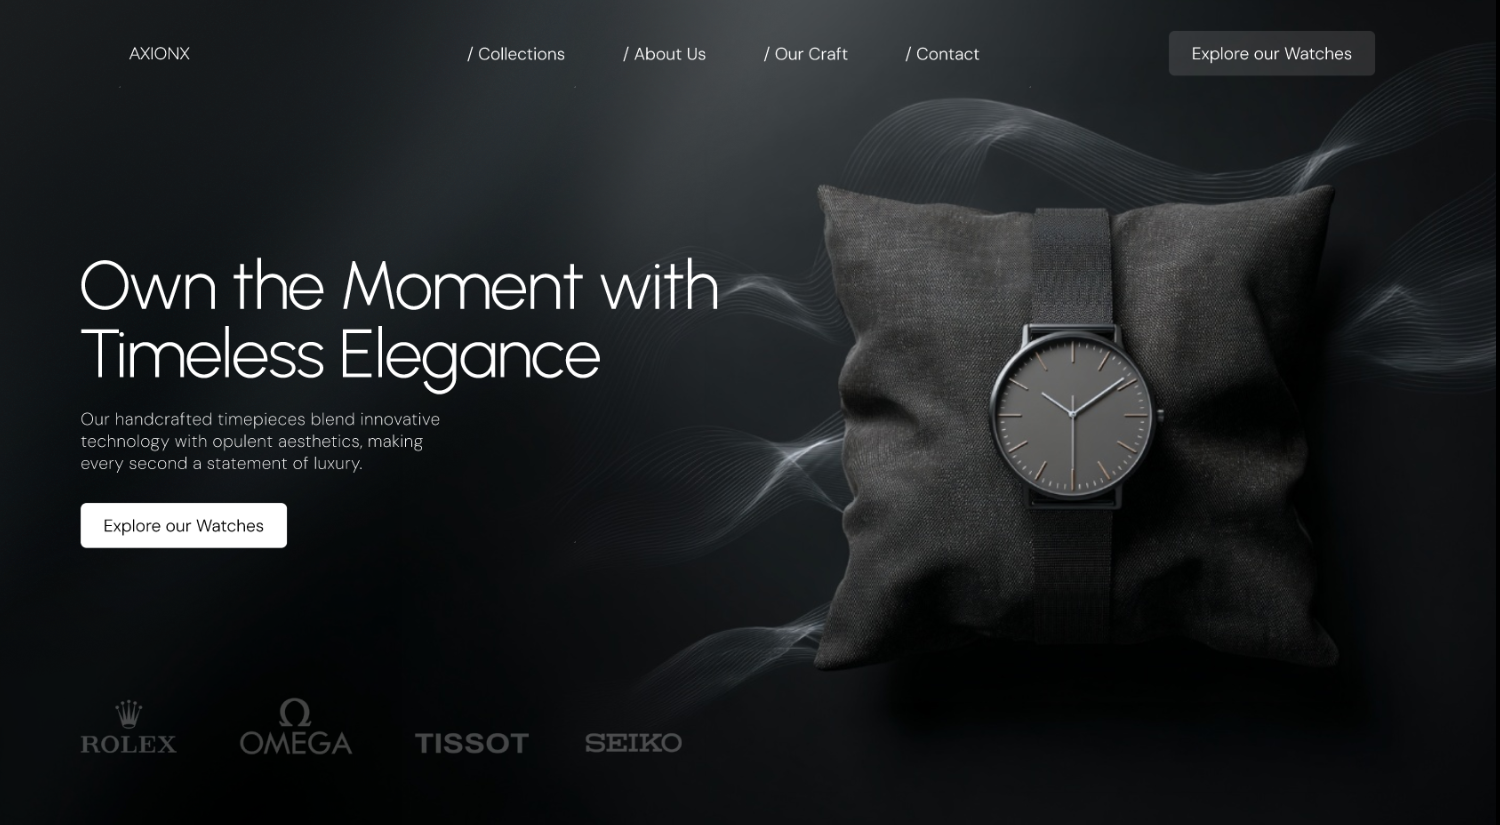 AXIONX
/ Collections
/ About Us
/ Our Craft
/ Contact
Explore our Watches
Own the Moment with
Timeless Elegance
Our handcrafted timepieces blend innovative
technology with opulent aesthetics, making
every second a statement of luxury.
Explore our Watches
ROLEX
OMEGA
TISSOT
SEIKO